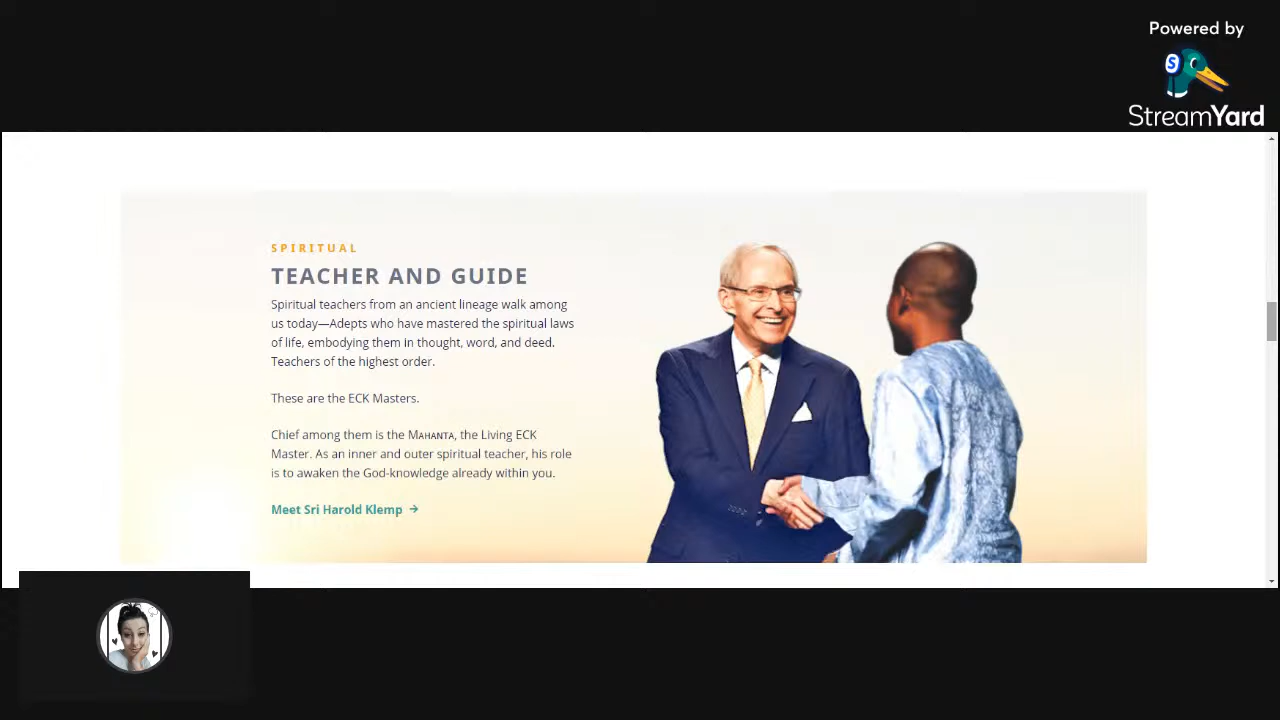 Powered by
S
StreamYard
SPIRITUAL
TEACHER AND GUIDE
Spiritual teachers from an ancient lineage walk among
us today—Adepts who have mastered the spiritual laws
of life, embodying them in thought, word, and deed.
Teachers of the highest order.
These are the ECK Masters.
Chief among them is the MAHANTA, the Living ECK
Master. As an inner and outer spiritual teacher, his role
is to awaken the God-knowledge already within you.
Meet Sri Harold Klemp →